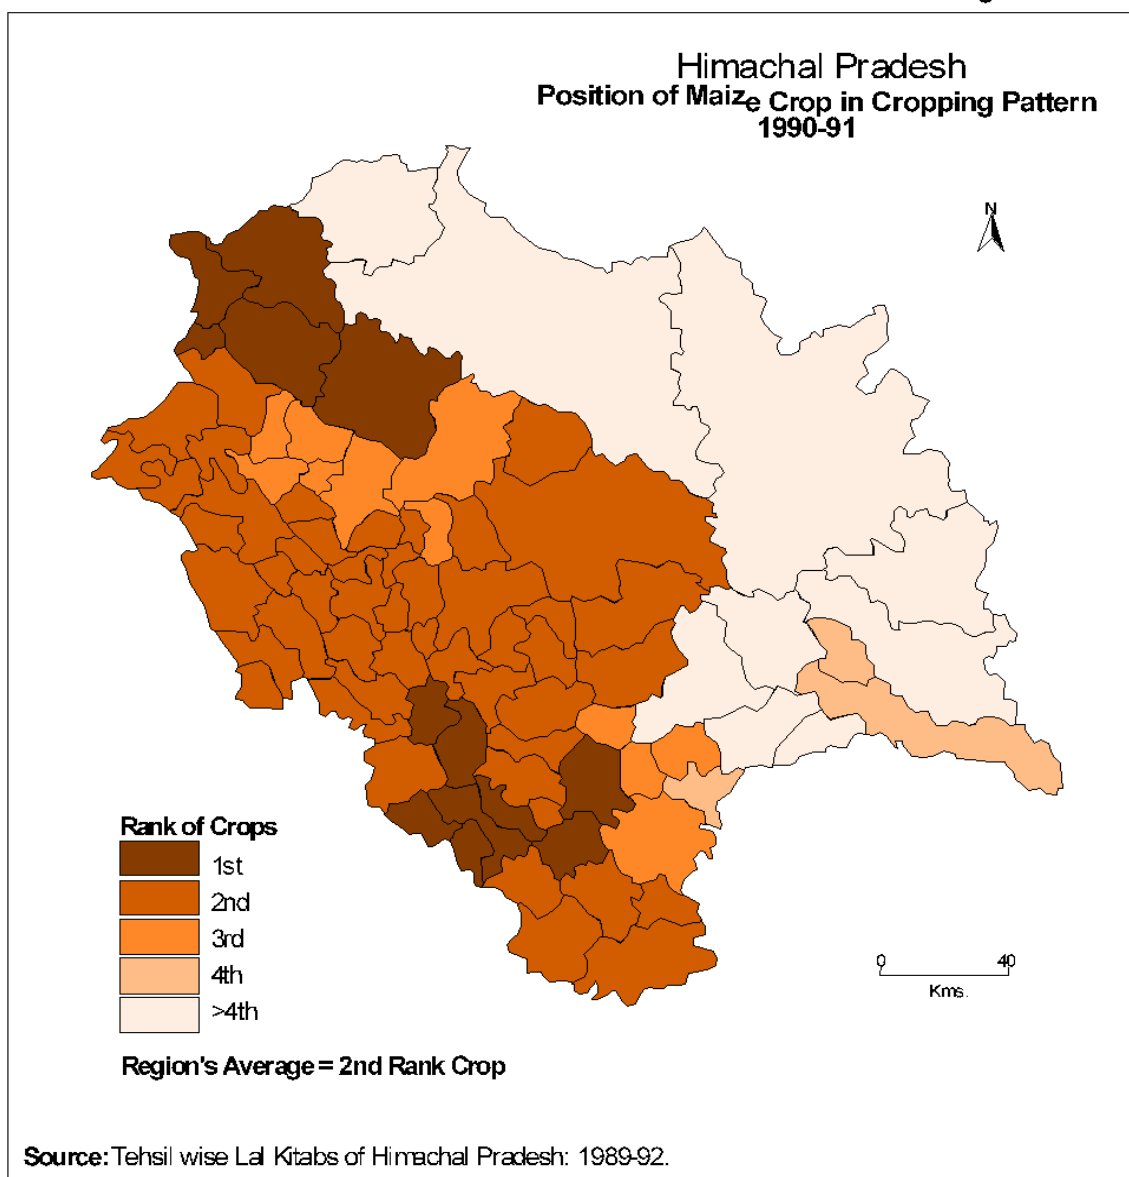 Himachal Pradesh
Position of Maize Crop in Cropping Pattern
1990-91
N
Rank of Crops
1st
2nd
3rd
4th
>4th
0 40
Kms.
Region's Average = 2nd Rank Crop
Source: Tehsil wise Lal Kitabs of Himachal Pradesh: 1989-92.